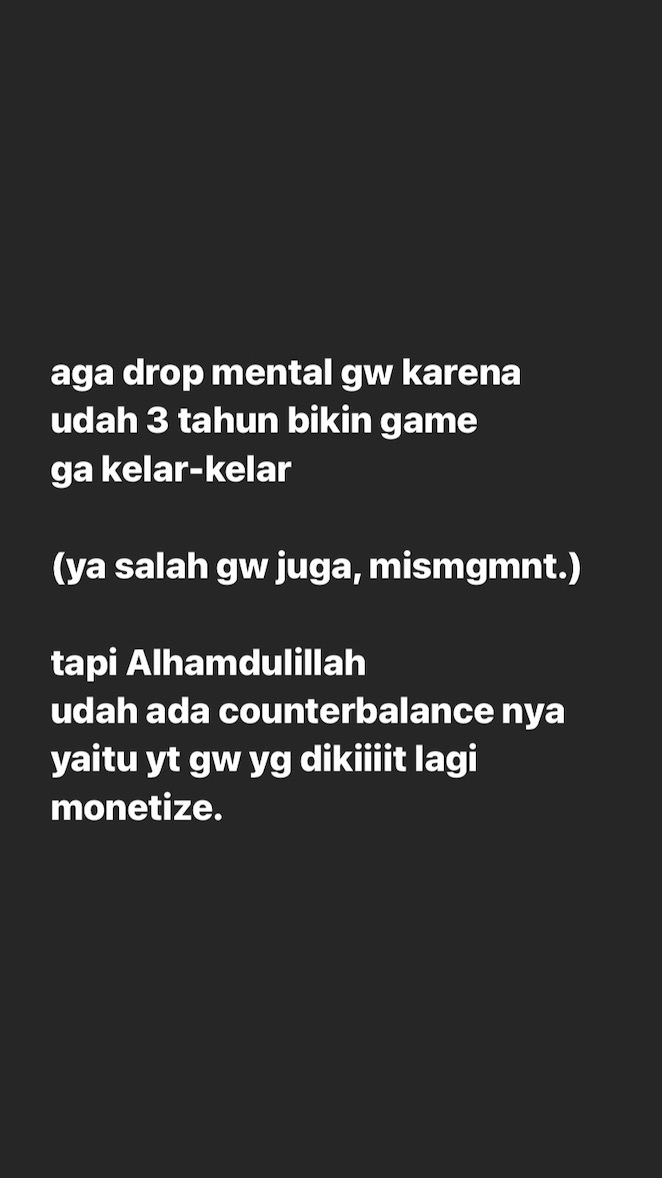 aga drop mental gw karena
udah 3 tahun bikin game
ga kelar-kelar
(ya salah gw juga, mismgmnt.)
tapi Alhamdulillah
udah ada counterbalance nya
yaitu yt gw yg dikiiiit lagi
monetize.